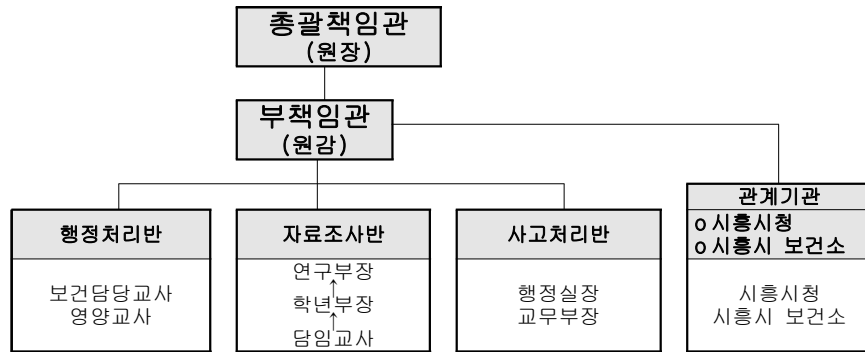 총괄책임관
(원장)
부책임관
(원감)
행정처리반
보건담당교사
영양교사
자료조사반
연구부장
↑
학년부장
↑
담임교사
사고처리반
행정실장
교무부장
관계기관
o 시흥시청
o 시흥시 보건소
시흥시청
시흥시 보건소